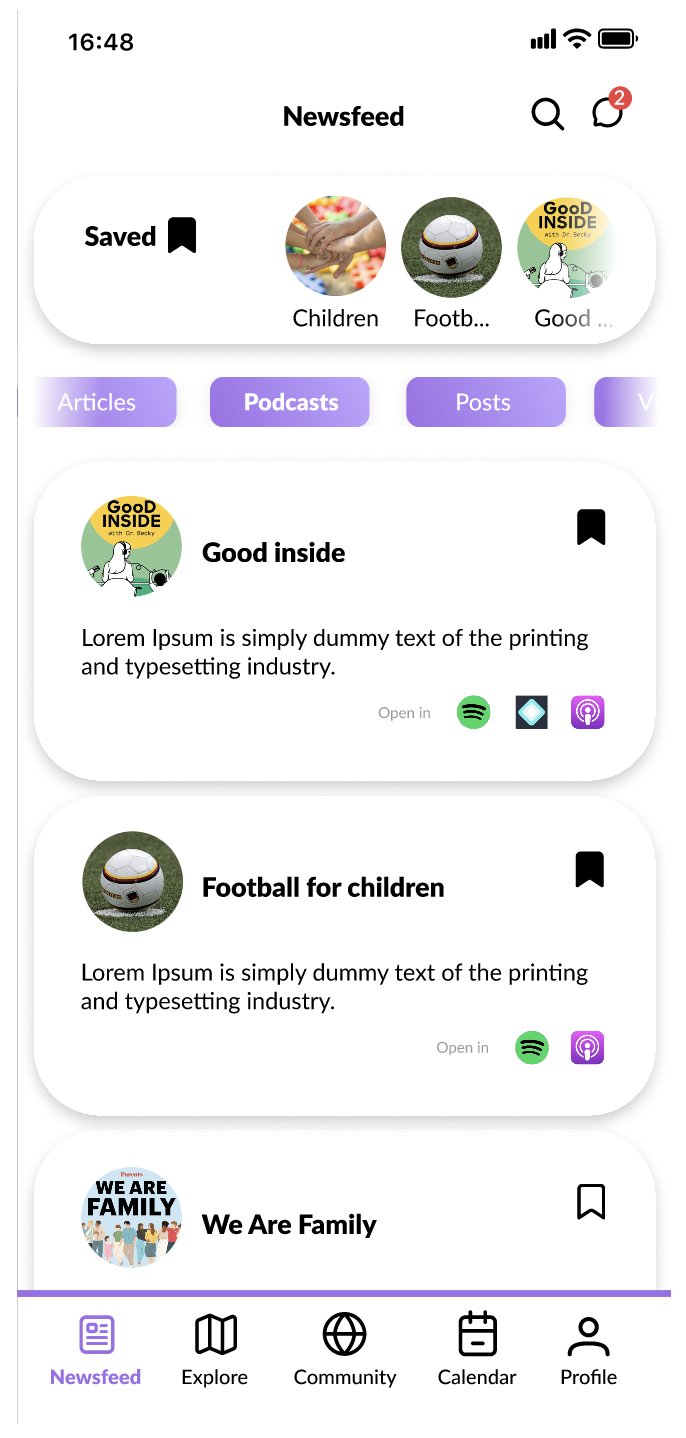 16:48
Newsfeed
2
Saved
GooD
INSIDE
with Dr. Becky
Children
Footb...
Good ...
Articles
Podcasts
Posts
Vi
GooD
INSIDE
with Dr. Becky
Good inside
Lorem Ipsum is simply dummy text of the printing
and typesetting industry.
Open in
Football for children
Lorem Ipsum is simply dummy text of the printing
and typesetting industry.
Open in
Parents
WE ARE
FAMILY
We Are Family
Newsfeed
Explore
Community
Calendar
Profile